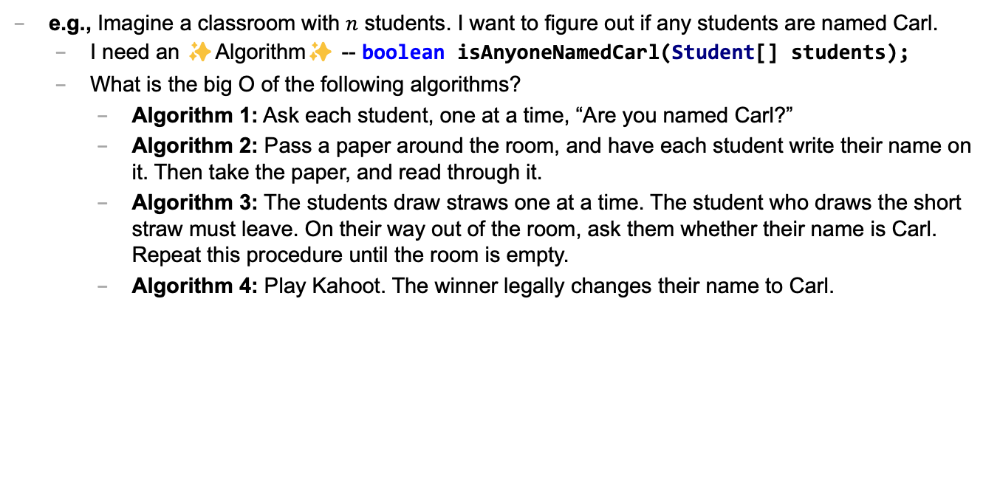 – e.g., Imagine a classroom with n students. I want to figure out if any students are named Carl.
– I need an ✨Algorithm✨ -- boolean isAnyoneNamedCarl(Student[] students);
– What is the big O of the following algorithms?
– Algorithm 1: Ask each student, one at a time, “Are you named Carl?”
– Algorithm 2: Pass a paper around the room, and have each student write their name on
it. Then take the paper, and read through it.
– Algorithm 3: The students draw straws one at a time. The student who draws the short
straw must leave. On their way out of the room, ask them whether their name is Carl.
Repeat this procedure until the room is empty.
– Algorithm 4: Play Kahoot. The winner legally changes their name to Carl.